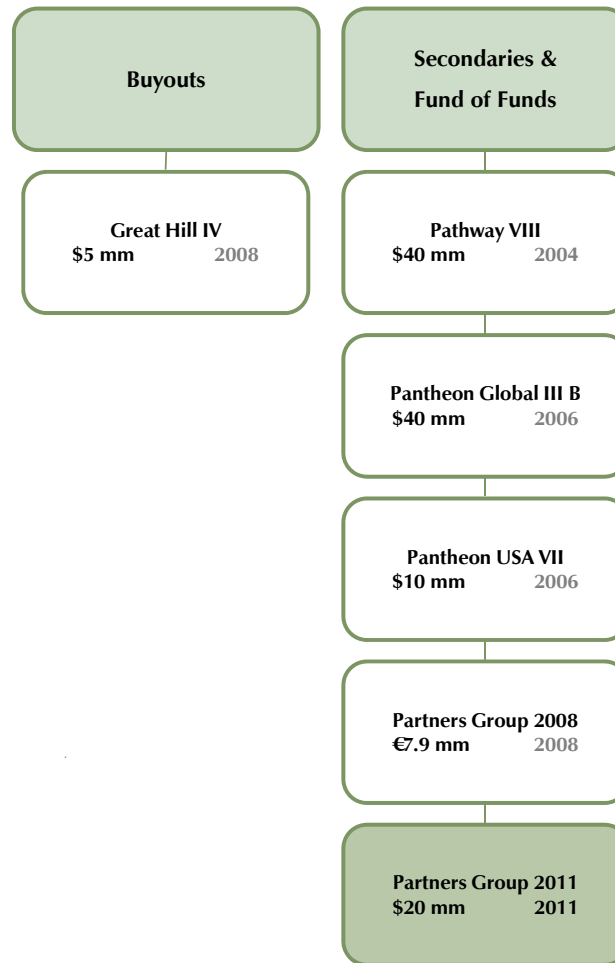 Buyouts
Great Hill IV
$5 mm 2008
Secondaries &
Fund of Funds
Pathway VIII
$40 mm 2004
Pantheon Global III B
$40 mm 2006
Pantheon USA VII
$10 mm 2006
Partners Group 2008
€7.9 mm 2008
Partners Group 2011
$20 mm 2011